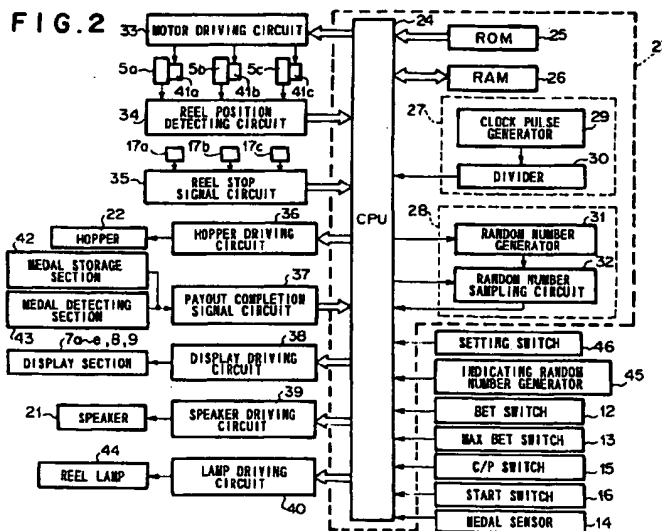 FIG.2
33
MOTOR DRIVING CIRCUIT
5a
5b
5c
41a
41b
41c
34
REEL POSITION
DETECTING CIRCUIT
17a
17b
17c
35
REEL STOP
SIGNAL CIRCUIT
22
HOPPER
36
HOPPER DRIVING
CIRCUIT
42
MEDAL STORAGE
SECTION
MEDAL DETECTING
SECTION
43
37
PAYOUT COMPLETION
SIGNAL CIRCUIT
7a~e,8,9
DISPLAY SECTION
38
DISPLAY DRIVING
CIRCUIT
21
SPEAKER
39
SPEAKER DRIVING
CIRCUIT
44
REEL LAMP
LAMP DRIVING
CIRCUIT
40
24
CPU
ROM
25
RAM
26
27
CLOCK PULSE
GENERATOR
29
DIVIDER
30
28
31
RANDOM NUMBER
GENERATOR
32
RANDOM NUMBER
SAMPLING CIRCUIT
SETTING SWITCH
46
INDICATING RANDOM
NUMBER GENERATOR
45
BET SWITCH
12
MAX BET SWITCH
13
C/P SWITCH
15
START SWITCH
16
MEDAL SENSOR
14